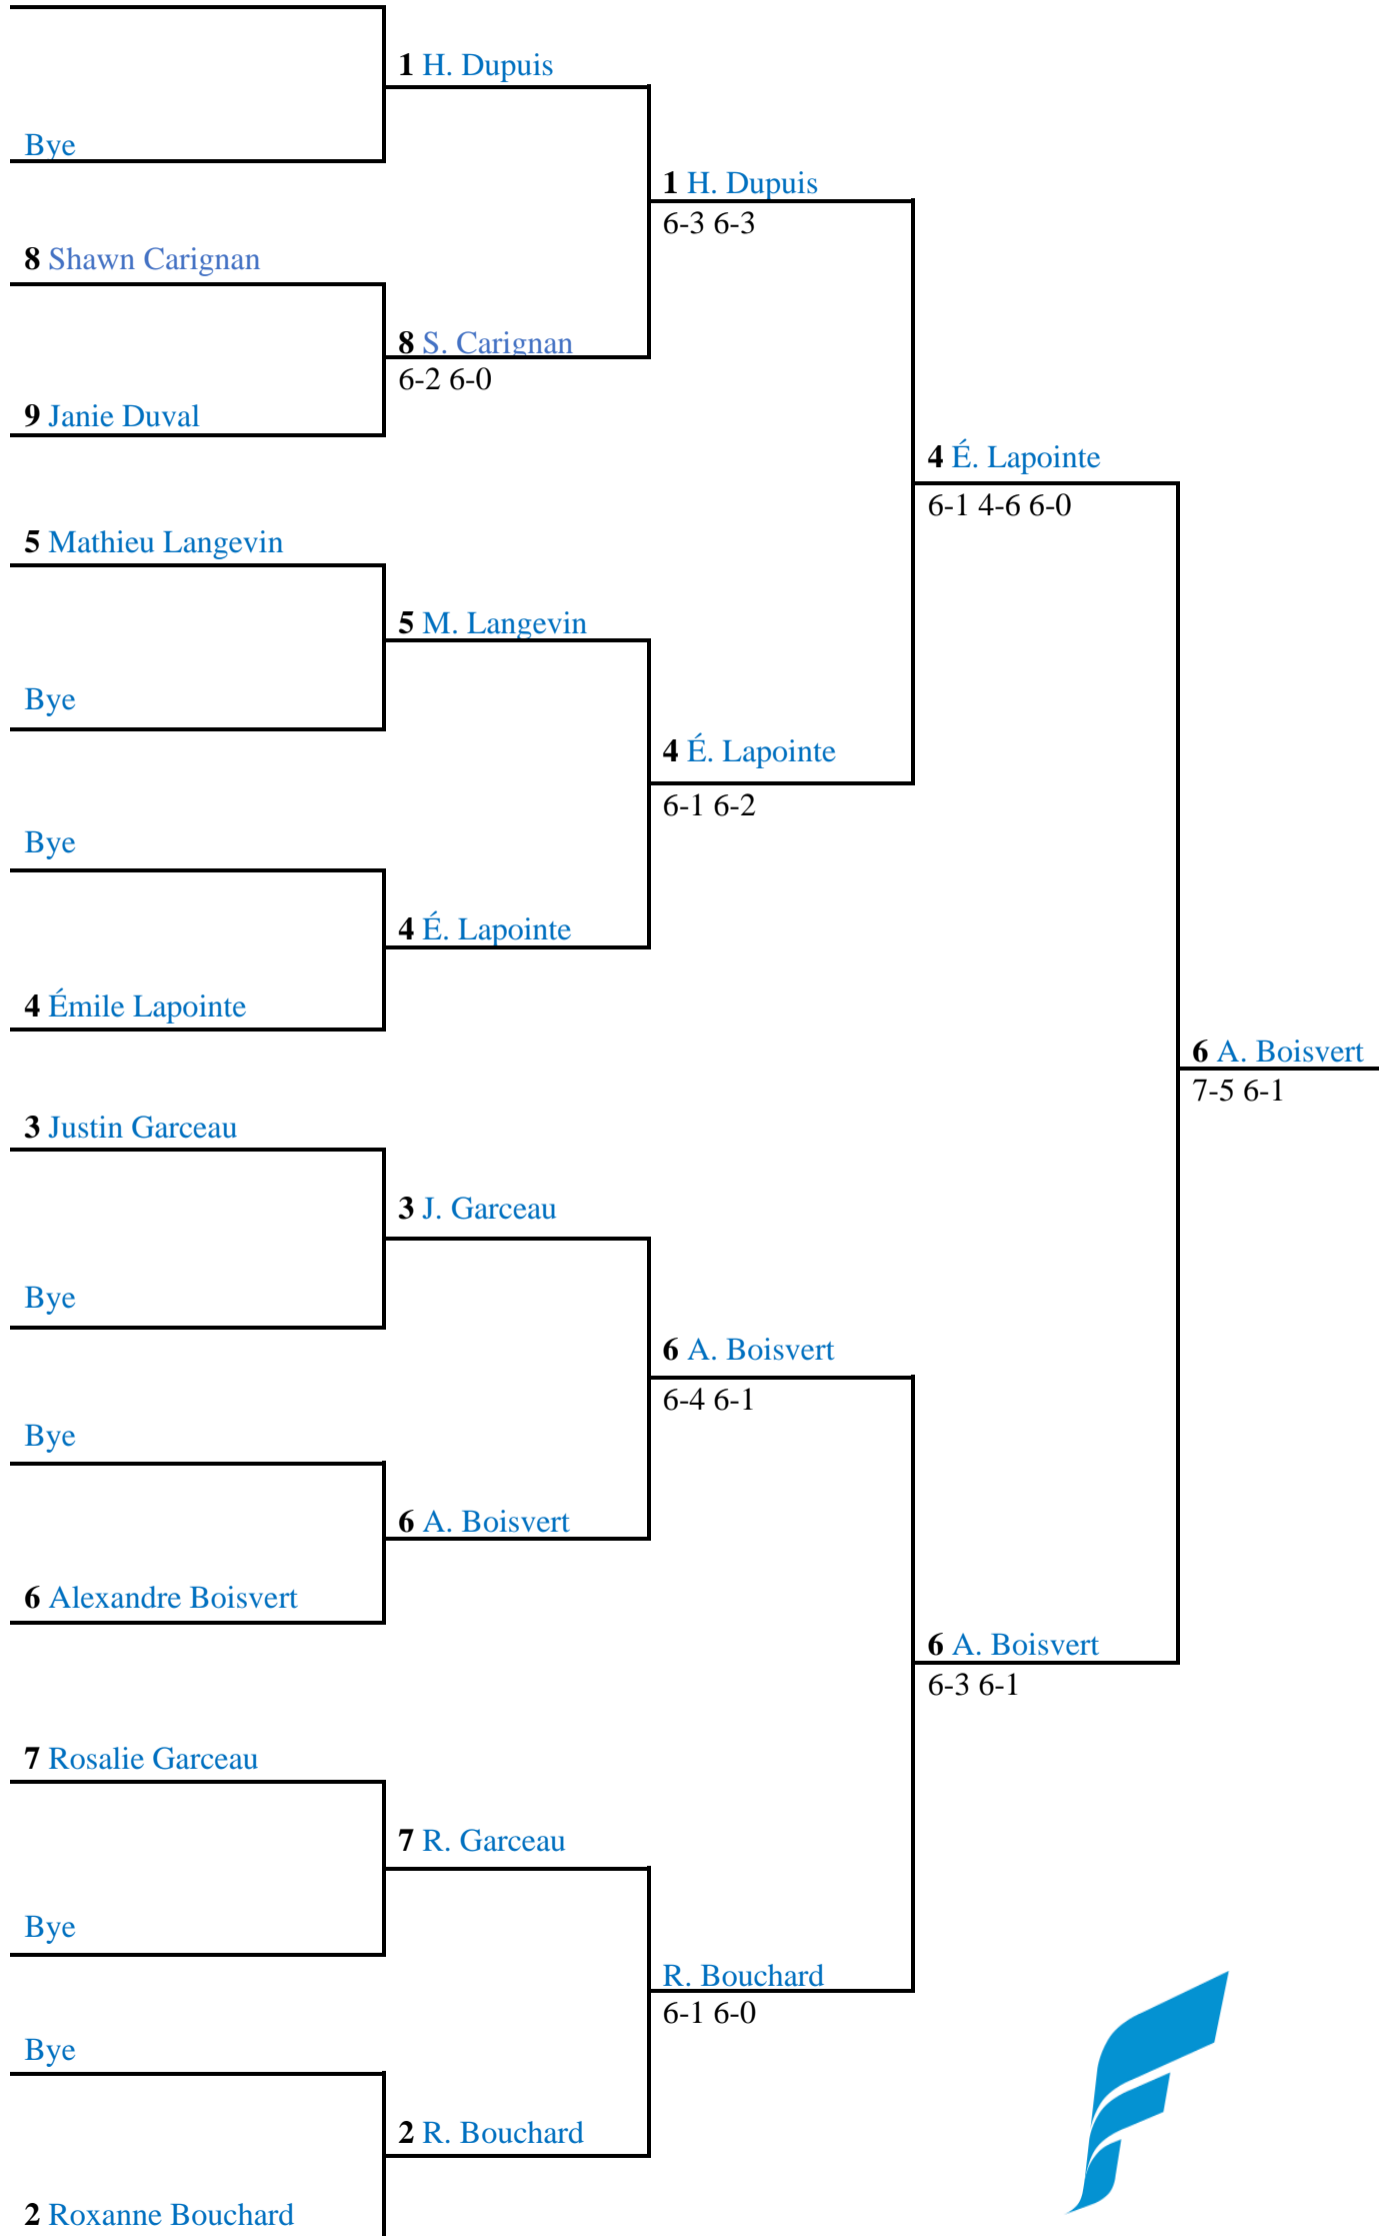 1 H. Dupuis
Bye
1 H. Dupuis
6-3 6-3
8 Shawn Carignan
8 S. Carignan
6-2 6-0
9 Janie Duval
4 É. Lapointe
6-1 4-6 6-0
5 Mathieu Langevin
5 M. Langevin
Bye
4 É. Lapointe
6-1 6-2
Bye
4 É. Lapointe
4 Émile Lapointe
6 A. Boisvert
7-5 6-1
3 Justin Garceau
3 J. Garceau
Bye
6 A. Boisvert
6-4 6-1
Bye
6 A. Boisvert
6 Alexandre Boisvert
6 A. Boisvert
6-3 6-1
7 Rosalie Garceau
7 R. Garceau
Bye
R. Bouchard
6-1 6-0
Bye
2 R. Bouchard
2 Roxanne Bouchard